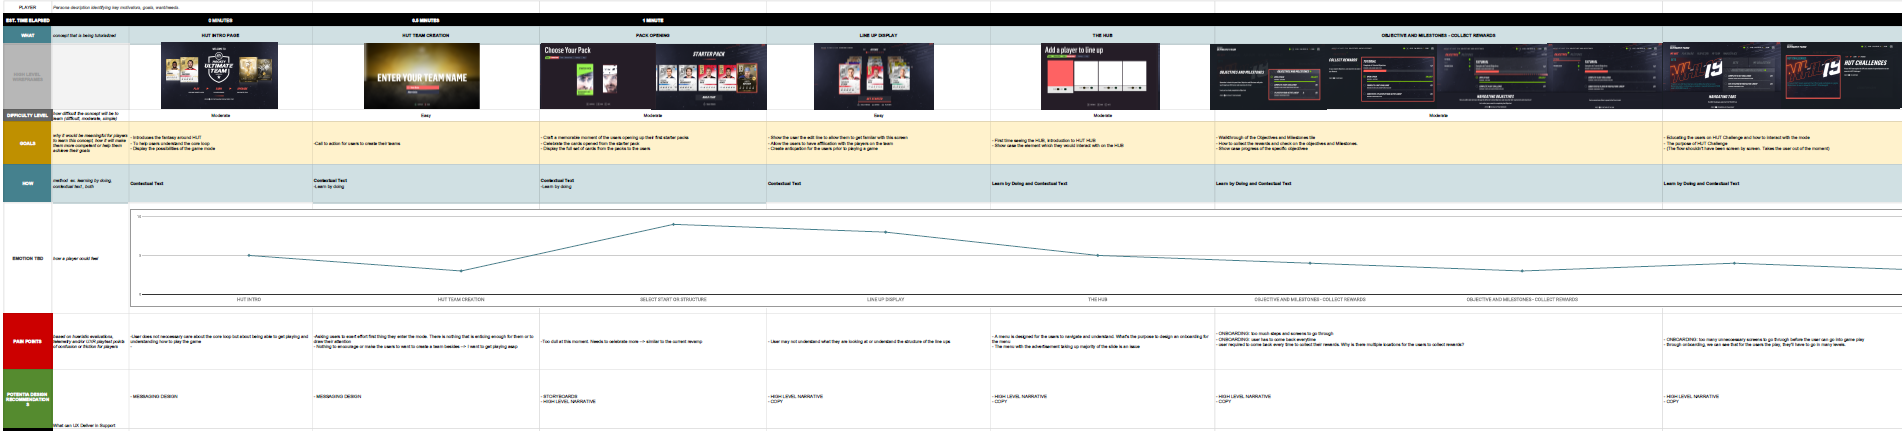 PLAYER
Persona description identifying key motivations, goals, wants/needs.
EST. TIME ELAPSED
0 MINUTES
0.5 MINUTES
1 MINUTE
WHAT
concept that is being tutorialized
HUT INTRO PAGE
HUT TEAM CREATION
PACK OPENING
LINE UP DISPLAY
THE HUB
OBJECTIVE AND MILESTONES - COLLECT REWARDS
HIGH LEVEL WIREFRAMES
ULTIMATE TEAM
ENTER YOUR TEAM NAME
Choose Your Pack
STARTER PACK
Add a player to line up
OBJECTIVES AND MILESTONES
COLLECT REWARDS
NAVIGATING OBJECTIVES
NHL 19
NAVIGATING TABS
HUT CHALLENGES
DIFFICULTY LEVEL
how difficult the concept will be to learn (difficult, moderate, simple)
Moderate
Easy
Moderate
Easy
Moderate
Moderate
GOALS
why it would be meaningful for players to learn this concept; how it will make them more competent or help them achieve their goals
- Introduces the fantasy around HUT
- To help users understand the core loop
- Display the possibilities of the game mode
-Call to action for users to create their teams
- Craft a memorable moment of the users opening up their first starter packs
- Celebrate the cards opened from the starter pack
- Display the full set of cards from the packs to the users
- Show the user the edit line to allow them to get familiar with this screen
- Allow the users to have affiliation with the players on the team
- Create anticipation for the users prior to playing a game
- First time seeing the HUB, introduction to HUT HUB
- Show case the element which they would interact with on the HUB
- Walkthrough of the Objectives and Milestones tile
- How to collect the rewards and check on the objectives and Milestones.
- Show case progress of the specific objectives
- Educating the users on HUT Challenge and how to interact with the mode
- The purpose of HUT Challenge
- (The flow shouldn't have been screen by screen. Takes the user out of the moment)
HOW
method ex. learning by doing, contextual text, both
Contextual Text
Contextual Text
-Learn by doing
Contextual Text
-Learn by doing
Contextual Text
Learn by Doing and Contextual Text
Learn by Doing and Contextual Text
Learn by Doing and Contextual Text
EMOTION TBD
how a player could feel
10
5
0
HUT INTRO
HUT TEAM CREATION
SELECT START OR STRUCTURE
LINE UP DISPLAY
THE HUB
OBJECTIVE AND MILESTONES - COLLECT REWARDS
OBJECTIVE AND MILESTONES - COLLECT REWARDS
PAIN POINTS
based on heuristic evaluations, telemetry and/or UXR playtest points of confusion or friction for players
-User does not neccessary care about the core loop but about being able to get playing and understanding how to play the game
-
-Asking users to exert effort first thing they enter the mode. There is nothing that is enticing enough for them or to draw their attention
- Nothing to encourage or make the users to want to create a team besides --> I want to get playing asap
-Too dull at this moment. Needs to celebrate more --> similar to the current revamp.
- User may not understand what they are looking at or understand the structure of the line ups.
- A menu is designed for the users to navigate and understand. What's the purpose to design an onboarding for the menu
- The menu with the advertisement taking up majority of the slide is an issue
- ONBOARDING: too much steps and screens to go through
- ONBOARDING: user has to come back everytime
- user required to come back every time to collect their rewards. Why is there multiple locations for the users to collect rewards?
- ONBOARDING: too many unnecessary screens to go through before the user can go into game play
- through onboarding, we can see that for the users the play, they'll have to go in many levels.
POTENTIA DESIGN RECOMMENDATIONS
- MESSAGING DESIGN
- MESSAGING DESIGN
- STORYBOARDS
- HIGH LEVEL NARRATIVE
- HIGH LEVEL NARRATIVE
- COPY
- HIGH LEVEL NARRATIVE
- COPY
- HIGH LEVEL NARRATIVE
- COPY
- HIGH LEVEL NARRATIVE
- COPY
What can UX Deliver in Support